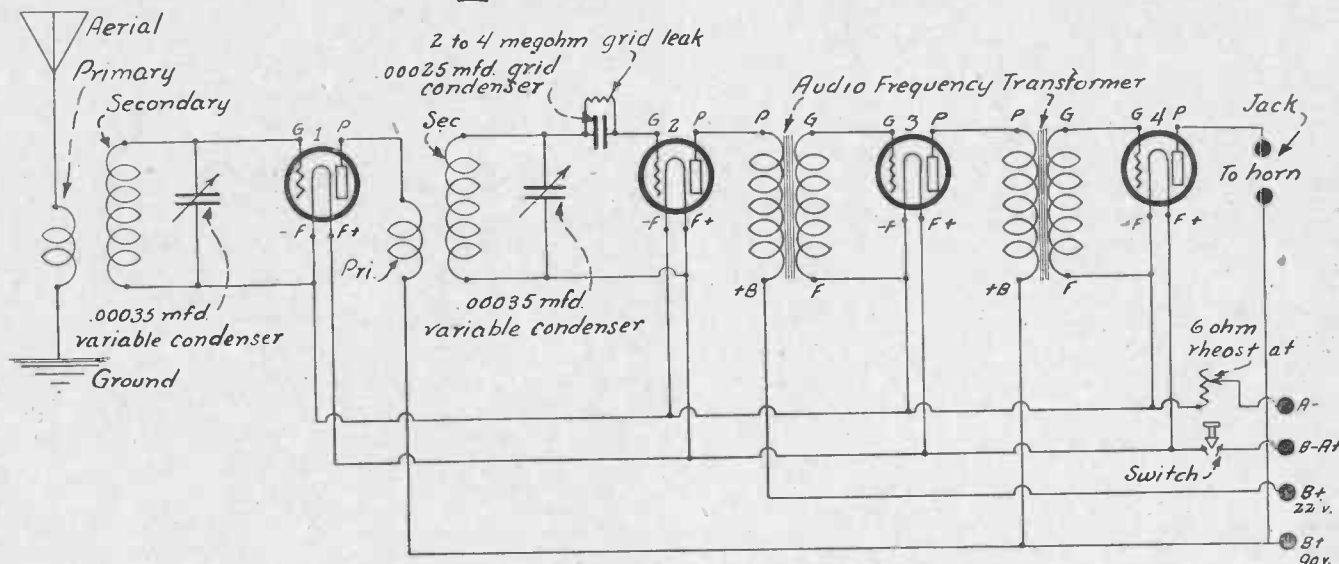 Aerial
2 to 4 megohm grid leak
.00025 mfd. grid
condenser
Audio Frequency Transformer
Primary
Secondary
Sec
Jack
To horn
G 1 P
G 2 P
P G
G 3 P
P G
G 4 P
-F F+
-F F+
-F F+
-F F+
Pri.
+B F
+B F
.00035 mfd.
variable condenser
.00035 mfd.
variable condenser
Ground
6 ohm
rheostat
A-
B-A+
Switch
B+
22 v.
B+
90 v.